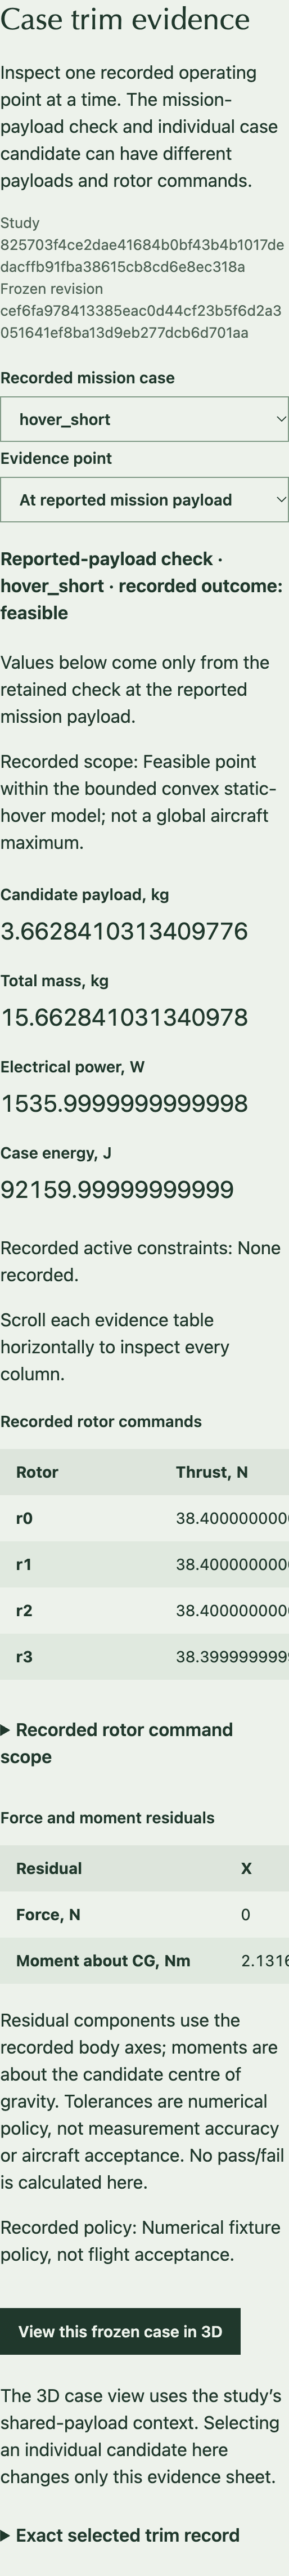 Case trim evidence
Inspect one recorded operating
point at a time. The mission-
payload check and individual case
candidate can have different
payloads and rotor commands.
Study
825703f4ce2dae41684b0bf43b4b1017de
dacffb91fba38615cb8cd6e8ec318a
Frozen revision
cef6fa978413385eac0d44cf23b5f6d2a3
051641ef8ba13d9eb277dcb6d701aa
Recorded mission case
hover_short
Evidence point
At reported mission payload
Reported-payload check ·
hover_short · recorded outcome:
feasible
Values below come only from the
retained check at the reported
mission payload.
Recorded scope: Feasible point
within the bounded convex static-
hover model; not a global aircraft
maximum.
Candidate payload, kg
3.6628410313409776
Total mass, kg
15.662841031340978
Electrical power, W
1535.9999999999998
Case energy, J
92159.99999999999
Recorded active constraints: None
recorded.
Scroll each evidence table
horizontally to inspect every
column.
Recorded rotor commands
Rotor Thrust, N
r0 38.4000000000
r1 38.4000000000
r2 38.4000000000
r3 38.3999999999
▶ Recorded rotor command
scope
Force and moment residuals
Residual X
Force, N 0
Moment about CG, Nm 2.1316
Residual components use the
recorded body axes; moments are
about the candidate centre of
gravity. Tolerances are numerical
policy, not measurement accuracy
or aircraft acceptance. No pass/fail
is calculated here.
Recorded policy: Numerical fixture
policy, not flight acceptance.
View this frozen case in 3D
The 3D case view uses the study’s
shared-payload context. Selecting
an individual candidate here
changes only this evidence sheet.
▶ Exact selected trim record